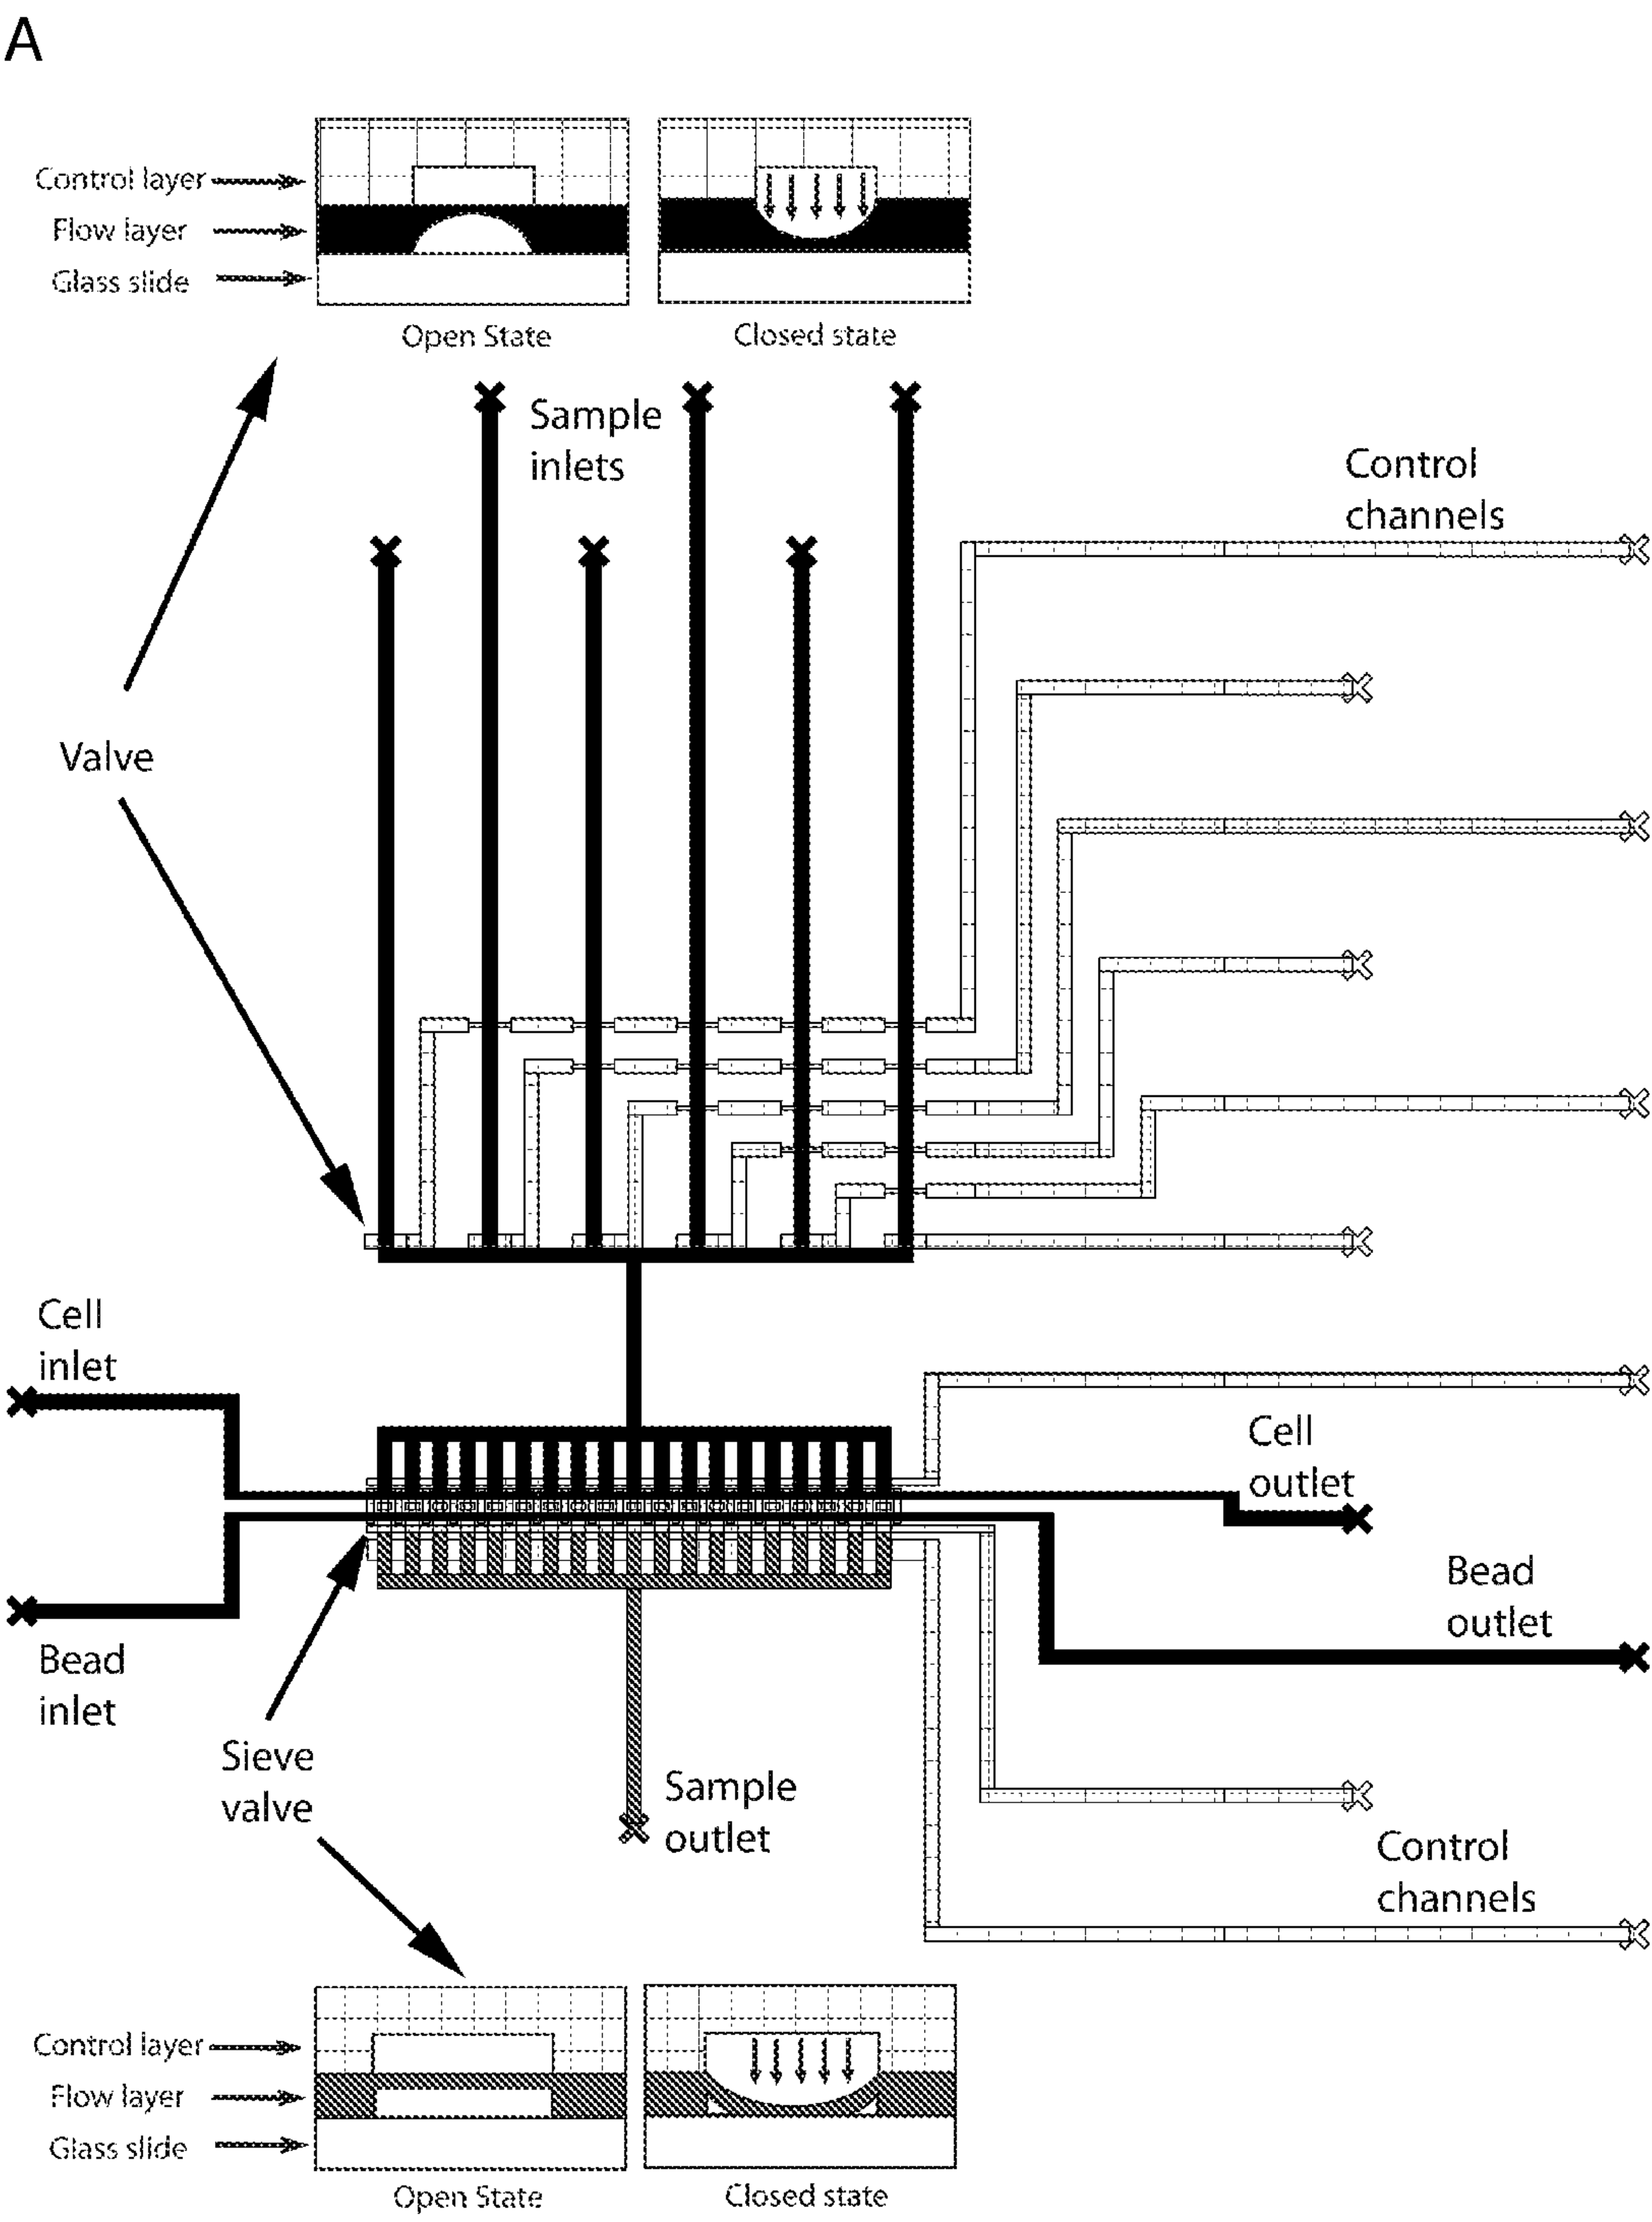 A
Control layer
Flow layer
Glass slide
Open State
Closed state
Sample
inlets
Control
channels
Valve
Cell
inlet
Cell
outlet
Bead
outlet
Bead
inlet
Sieve
valve
Sample
outlet
Control
channels
Control layer
Flow layer
Glass slide
Open State
Closed state